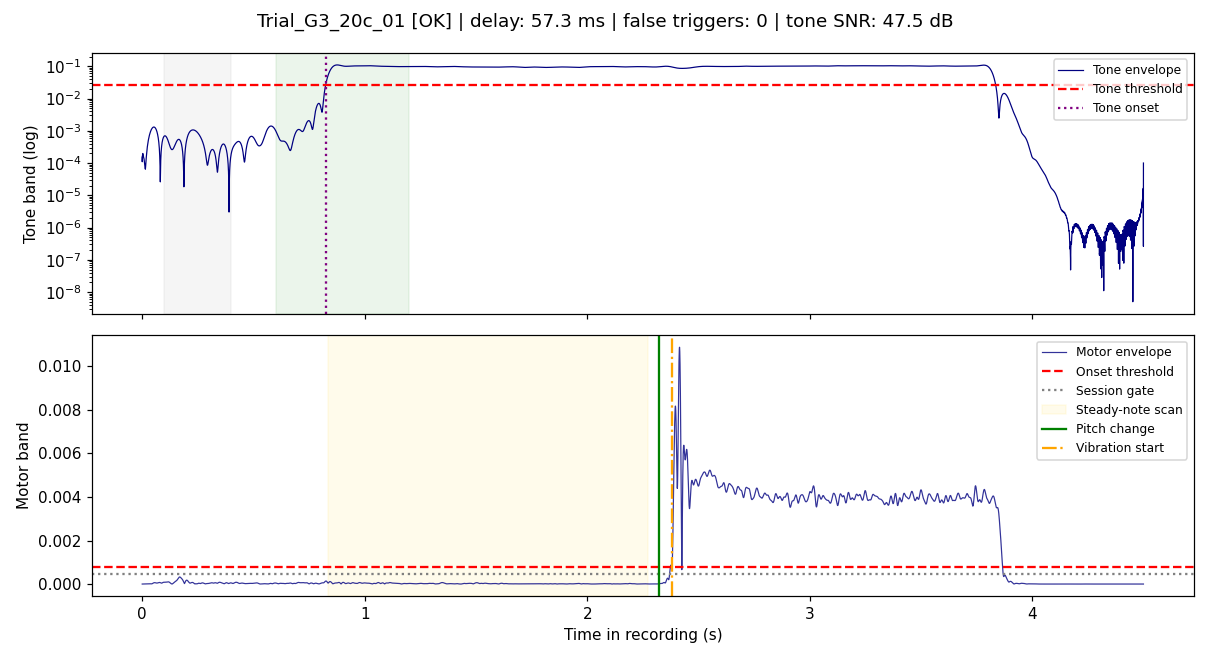 Trial_G3_20c_01 [OK] | delay: 57.3 ms | false triggers: 0 | tone SNR: 47.5 dB
Tone band (log)
10⁻¹
10⁻²
10⁻³
10⁻⁴
10⁻⁵
10⁻⁶
10⁻⁷
10⁻⁸
Tone envelope
Tone threshold
Tone onset
Motor band
0.010
0.008
0.006
0.004
0.002
0.000
Motor envelope
Onset threshold
Session gate
Steady-note scan
Pitch change
Vibration start
0 1 2 3 4
Time in recording (s)